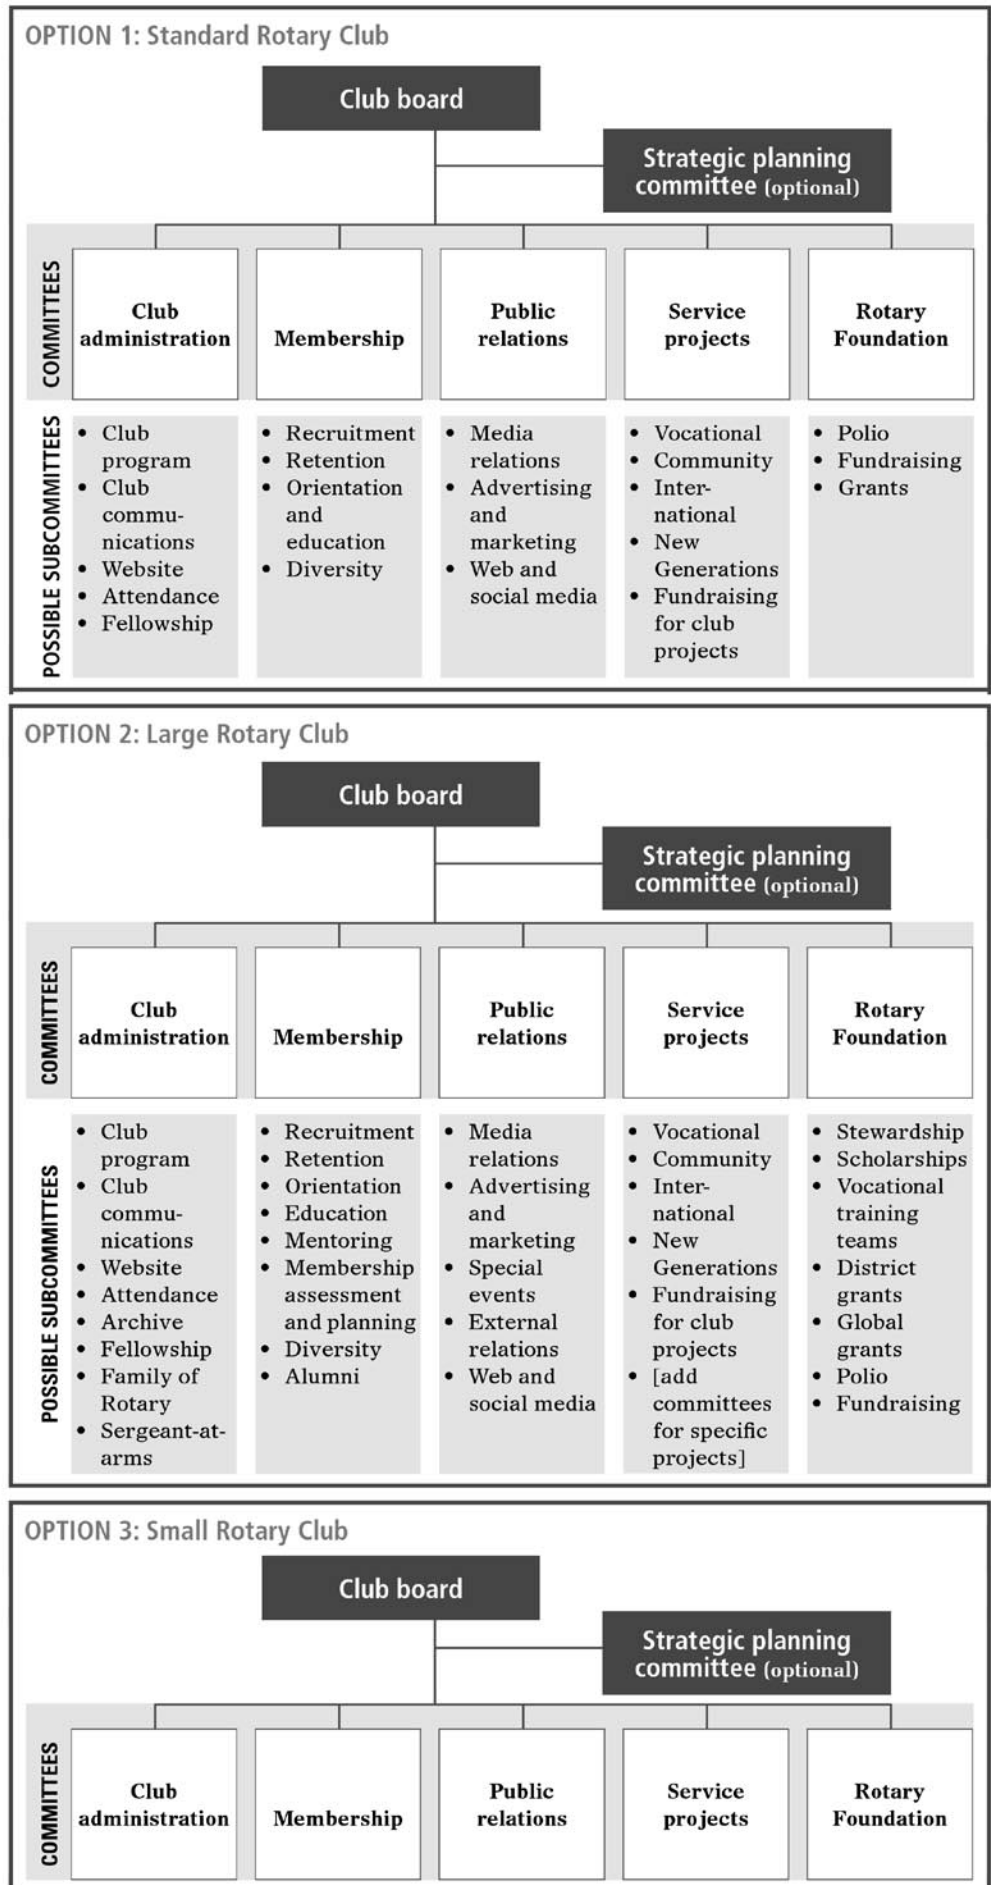 OPTION 1: Standard Rotary Club
Club board
Strategic planning
committee (optional)
COMMITTEES
Club
administration
Membership
Public
relations
Service
projects
Rotary
Foundation
POSSIBLE SUBCOMMITTEES
• Club
program
• Club
commu-
nications
• Website
• Attendance
• Fellowship
• Recruitment
• Retention
• Orientation
and
education
• Diversity
• Media
relations
• Advertising
and
marketing
• Web and
social media
• Vocational
• Community
• Inter-
national
• New
Generations
• Fundraising
for club
projects
• Polio
• Fundraising
• Grants
OPTION 2: Large Rotary Club
Club board
Strategic planning
committee (optional)
COMMITTEES
Club
administration
Membership
Public
relations
Service
projects
Rotary
Foundation
POSSIBLE SUBCOMMITTEES
• Club
program
• Club
commu-
nications
• Website
• Attendance
• Archive
• Fellowship
• Family of
Rotary
• Sergeant-at-
arms
• Recruitment
• Retention
• Orientation
• Education
• Mentoring
• Membership
assessment
and planning
• Diversity
• Alumni
• Media
relations
• Advertising
and
marketing
• Special
events
• External
relations
• Web and
social media
• Vocational
• Community
• Inter-
national
• New
Generations
• Fundraising
for club
projects
• [add
committees
for specific
projects]
• Stewardship
• Scholarships
• Vocational
training
teams
• District
grants
• Global
grants
• Polio
• Fundraising
OPTION 3: Small Rotary Club
Club board
Strategic planning
committee (optional)
COMMITTEES
Club
administration
Membership
Public
relations
Service
projects
Rotary
Foundation